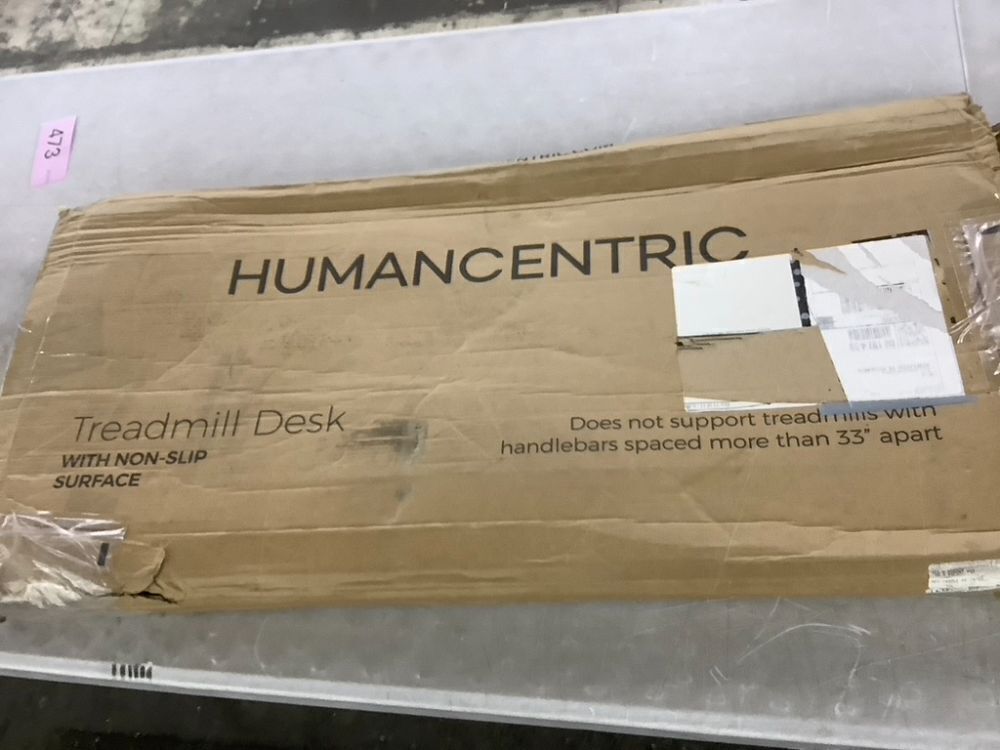 473
HUMANCENTRIC
Treadmill Desk
WITH NON-SLIP
SURFACE
Does not support treadmills with
handlebars spaced more than 33” apart